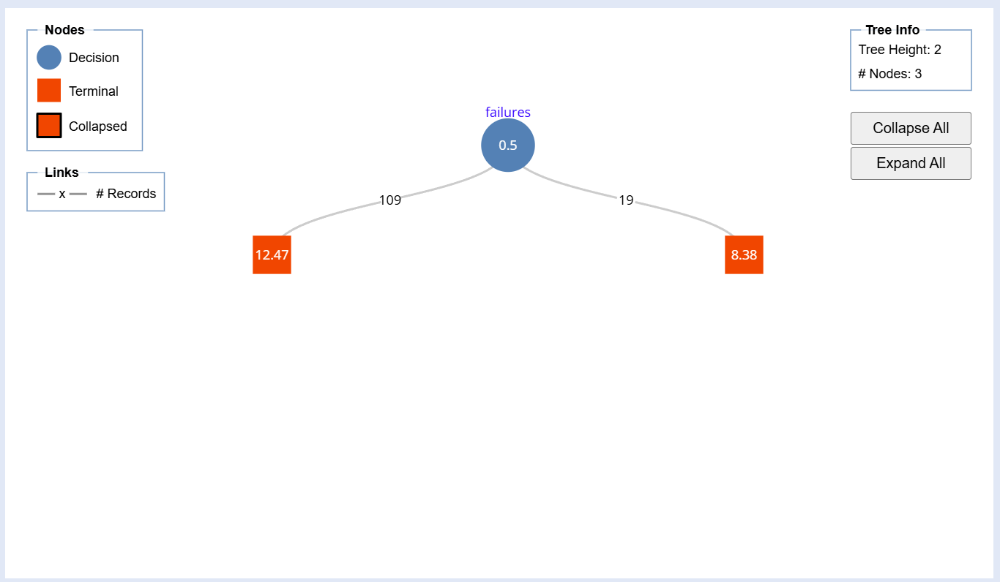 Nodes
Decision
Terminal
Collapsed
Links
x # Records
failures
0.5
109
19
12.47
8.38
Tree Info
Tree Height: 2
# Nodes: 3
Collapse All
Expand All